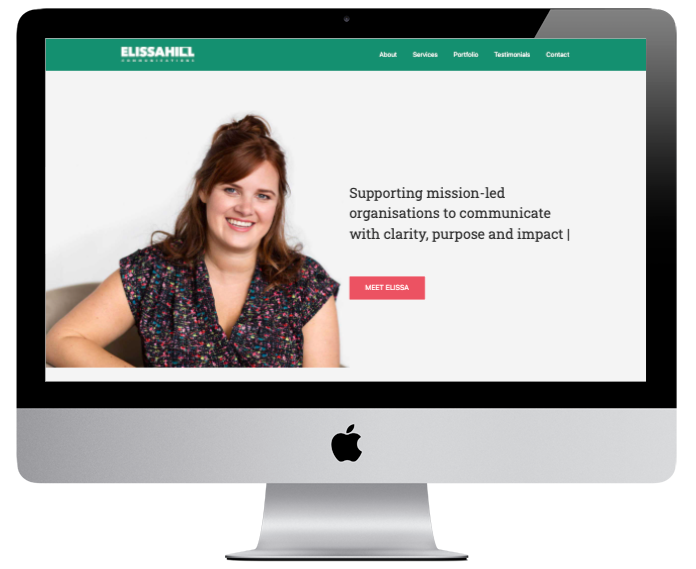 ELISSAHILL
COMMUNICATIONS
About Services Portfolio Testimonials Contact
Supporting mission-led
organisations to communicate
with clarity, purpose and impact |
MEET ELISSA